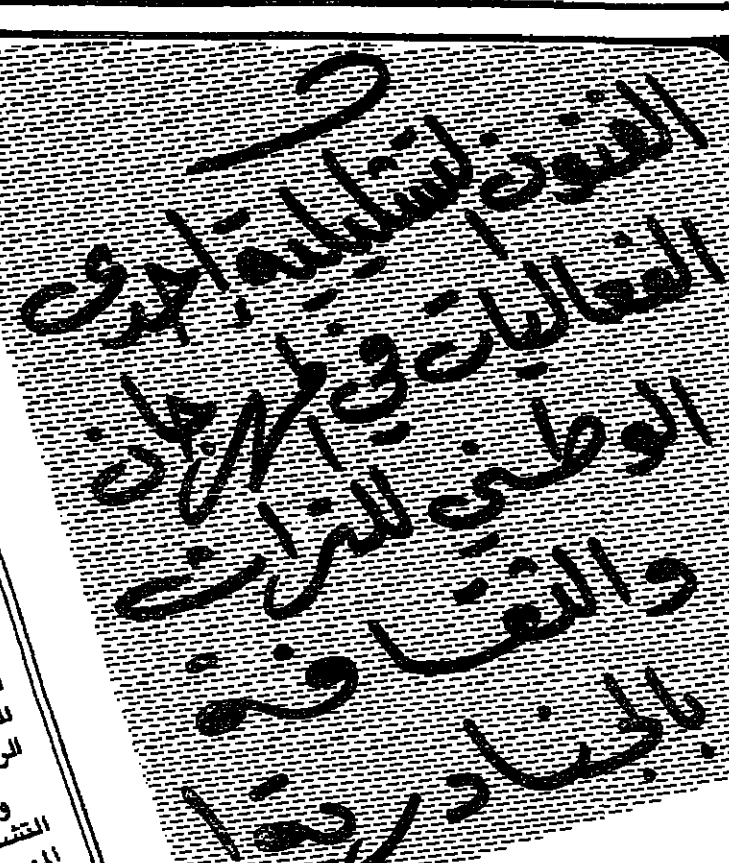 الفنون التشكيلية إحدى
الفعاليات في المهرجان
الوطني للتراث
والثقافة
بالجنادرية